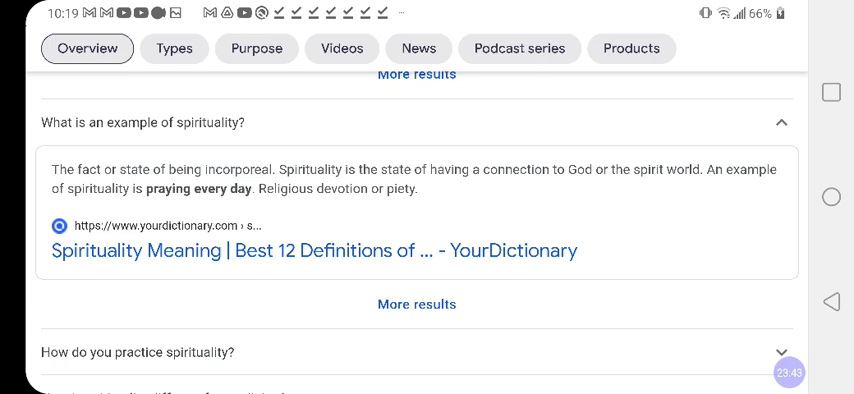 10:19 66%
Overview Types Purpose Videos News Podcast series Products
More results
What is an example of spirituality?
The fact or state of being incorporeal. Spirituality is the state of having a connection to God or the spirit world. An example
of spirituality is praying every day. Religious devotion or piety.
https://www.yourdictionary.com › s...
Spirituality Meaning | Best 12 Definitions of ... - YourDictionary
More results
How do you practice spirituality?
23:43